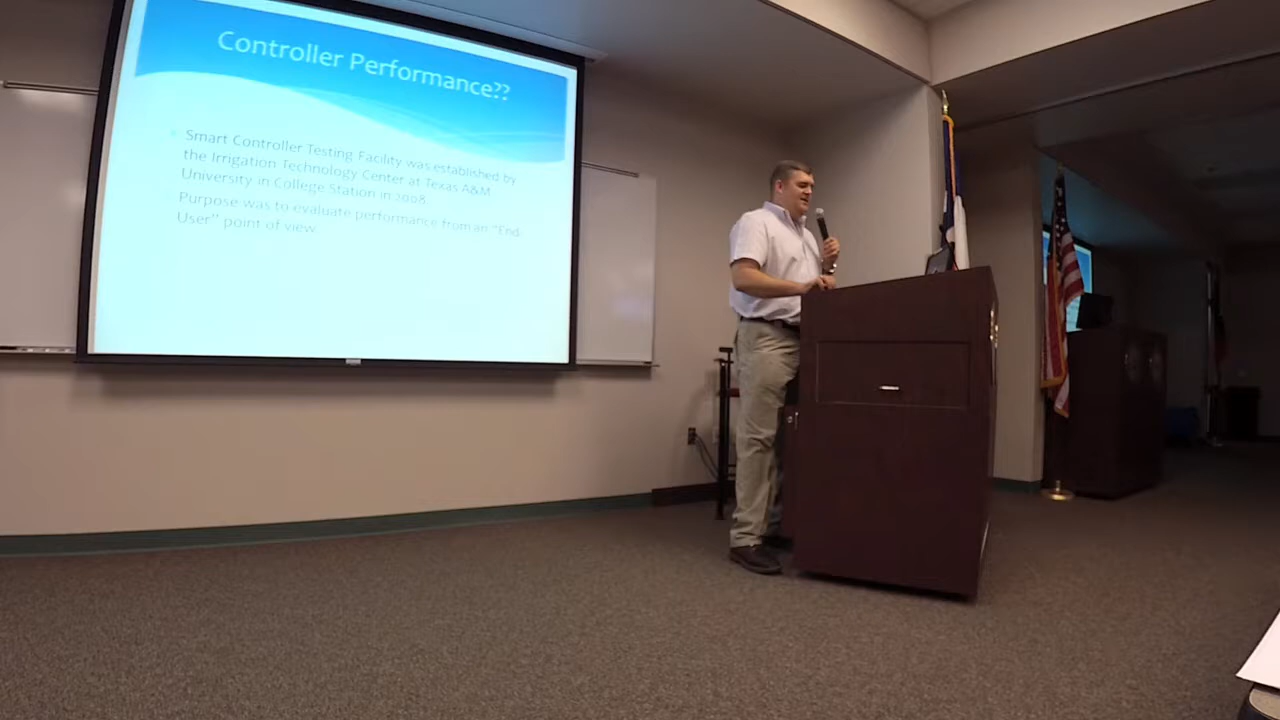 Controller Performance??
Smart Controller Testing Facility was established by
the Irrigation Technology Center at Texas A&M
University in College Station in 2008.
Purpose was to evaluate performance from an "End-
User" point of view.